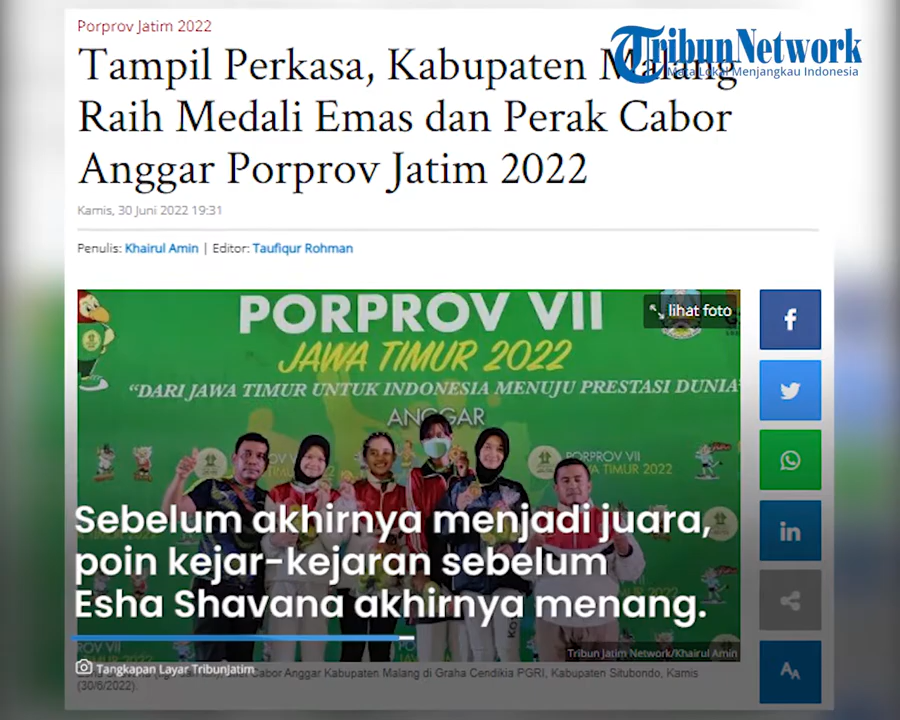 Porprov Jatim 2022
TribunNetwork
Mata Lokal Menjangkau Indonesia
Tampil Perkasa, Kabupaten Malang
Raih Medali Emas dan Perak Cabor
Anggar Porprov Jatim 2022
Kamis, 30 Juni 2022 19:31
Penulis: Khairul Amin | Editor: Taufiqur Rohman
lihat foto
PORPROV VII
JAWA TIMUR 2022
“DARI JAWA TIMUR UNTUK INDONESIA MENUJU PRESTASI DUNIA
ANGGAR
PORPROV VII
JAWA TIMUR 2022
Sebelum akhirnya menjadi juara,
poin kejar-kejaran sebelum
Esha Shavana akhirnya menang.
Tribun Jatim Network/Khairul Amin
Tangkapan Layar TribunJatim
Cabor Anggar Kabupaten Malang di Graha Cendikia PGRI, Kabupaten Situbondo, Kamis
(30/6/2022).